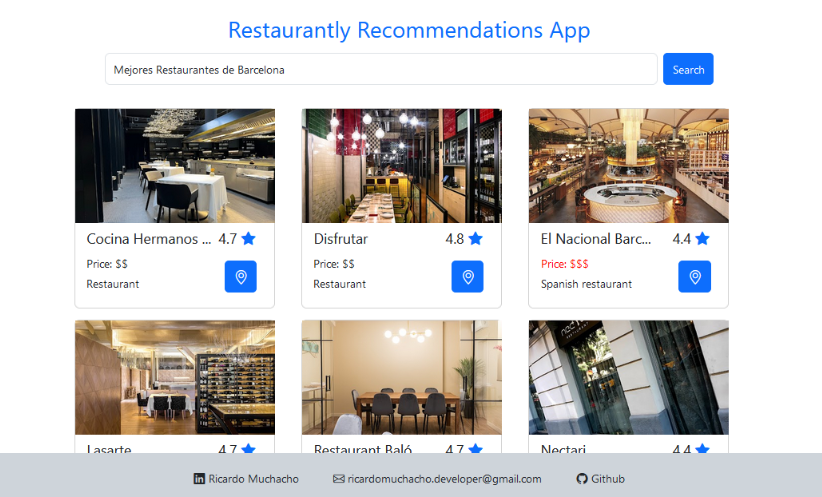 Restaurantly Recommendations App
Mejores Restaurantes de Barcelona
Search
Cocina Hermanos ... 4.7
Price: $$
Restaurant
Disfrutar 4.8
Price: $$
Restaurant
El Nacional Barc... 4.4
Price: $$$
Spanish restaurant
Lasarte 4.7
Restaurant Baló 4.7
Nectari 4.4
Ricardo Muchacho ricardomuchacho.developer@gmail.com Github